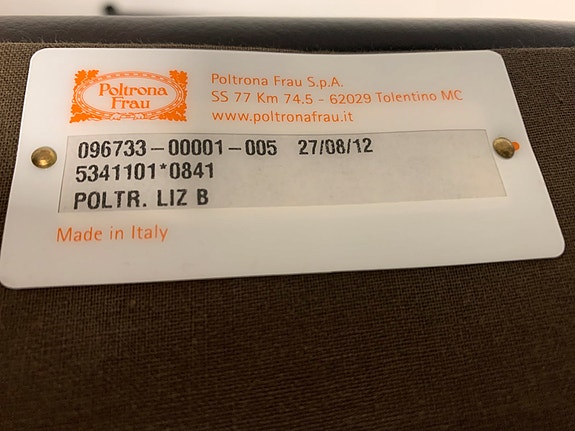 Poltrona
Frau
Poltrona Frau S.p.A.
SS 77 Km 74.5 - 62029 Tolentino MC
www.poltronafrau.it
096733-00001-005 27/08/12
5341101*0841
POLTR. LIZ B
Made in Italy